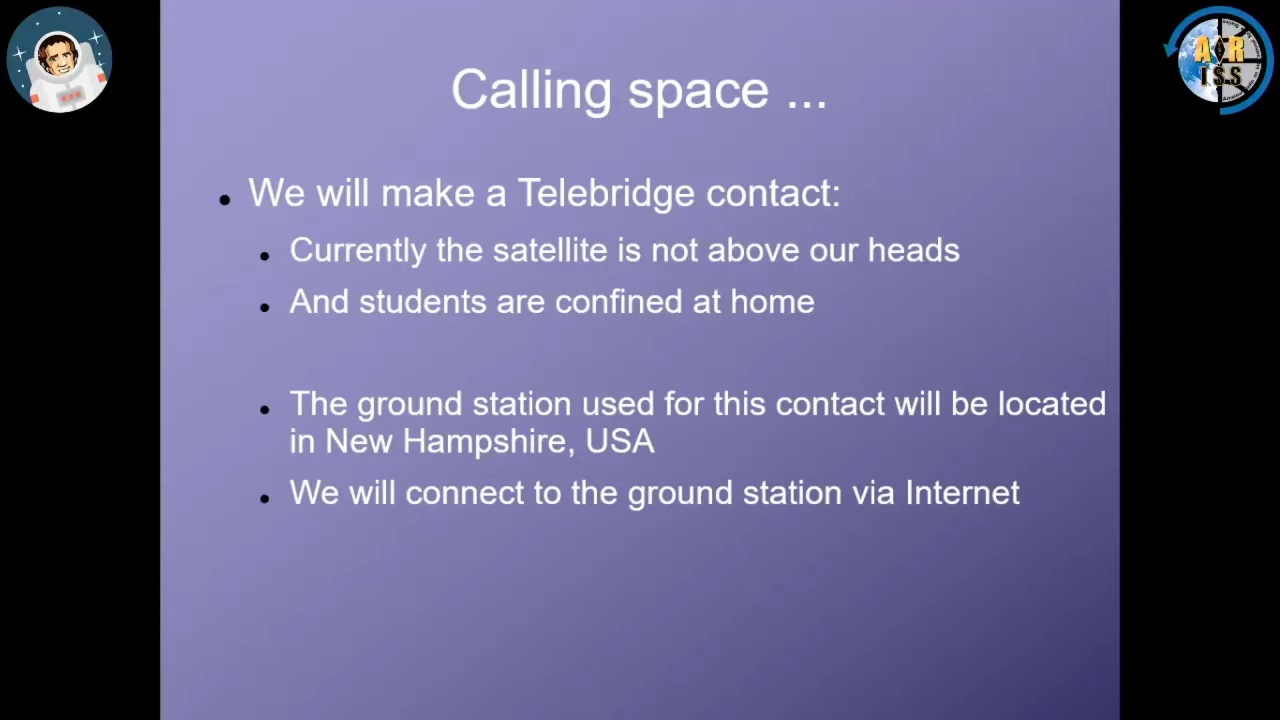 Calling space ...
We will make a Telebridge contact:
Currently the satellite is not above our heads
And students are confined at home
The ground station used for this contact will be located
in New Hampshire, USA
We will connect to the ground station via Internet
AR
ISS